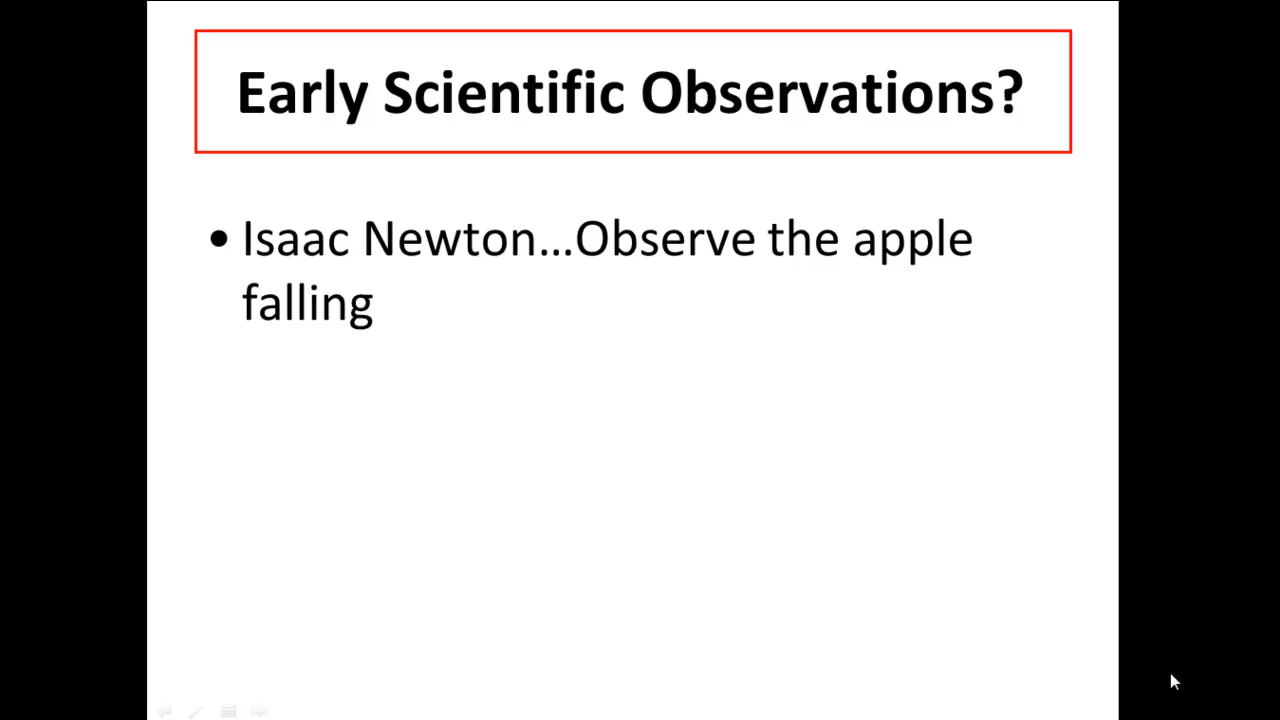 Early Scientific Observations?
• Isaac Newton...Observe the apple
falling